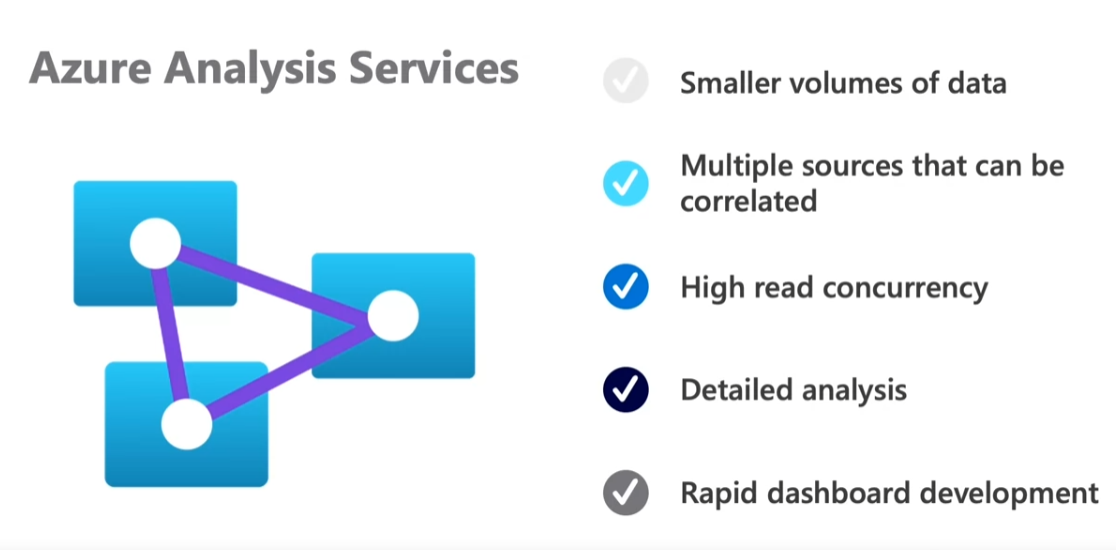 Azure Analysis Services
Smaller volumes of data
Multiple sources that can be
correlated
High read concurrency
Detailed analysis
Rapid dashboard development